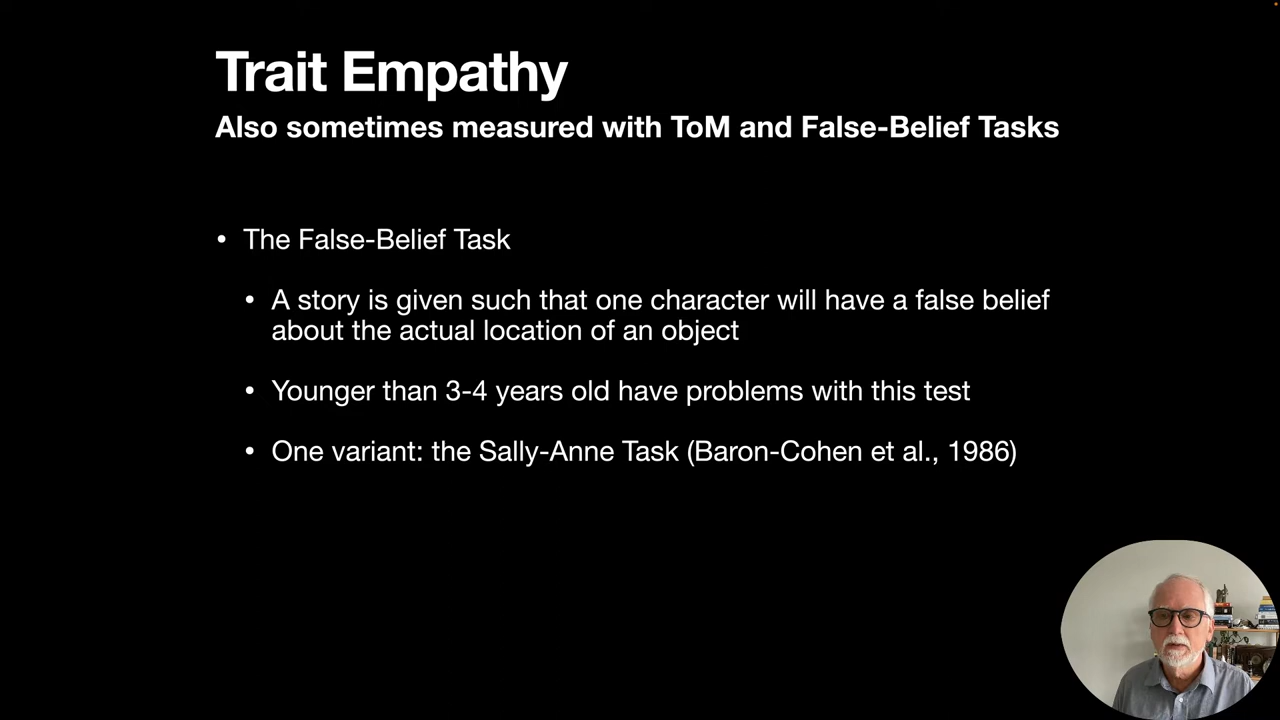 Trait Empathy
Also sometimes measured with ToM and False-Belief Tasks
• The False-Belief Task
• A story is given such that one character will have a false belief
about the actual location of an object
• Younger than 3-4 years old have problems with this test
• One variant: the Sally-Anne Task (Baron-Cohen et al., 1986)